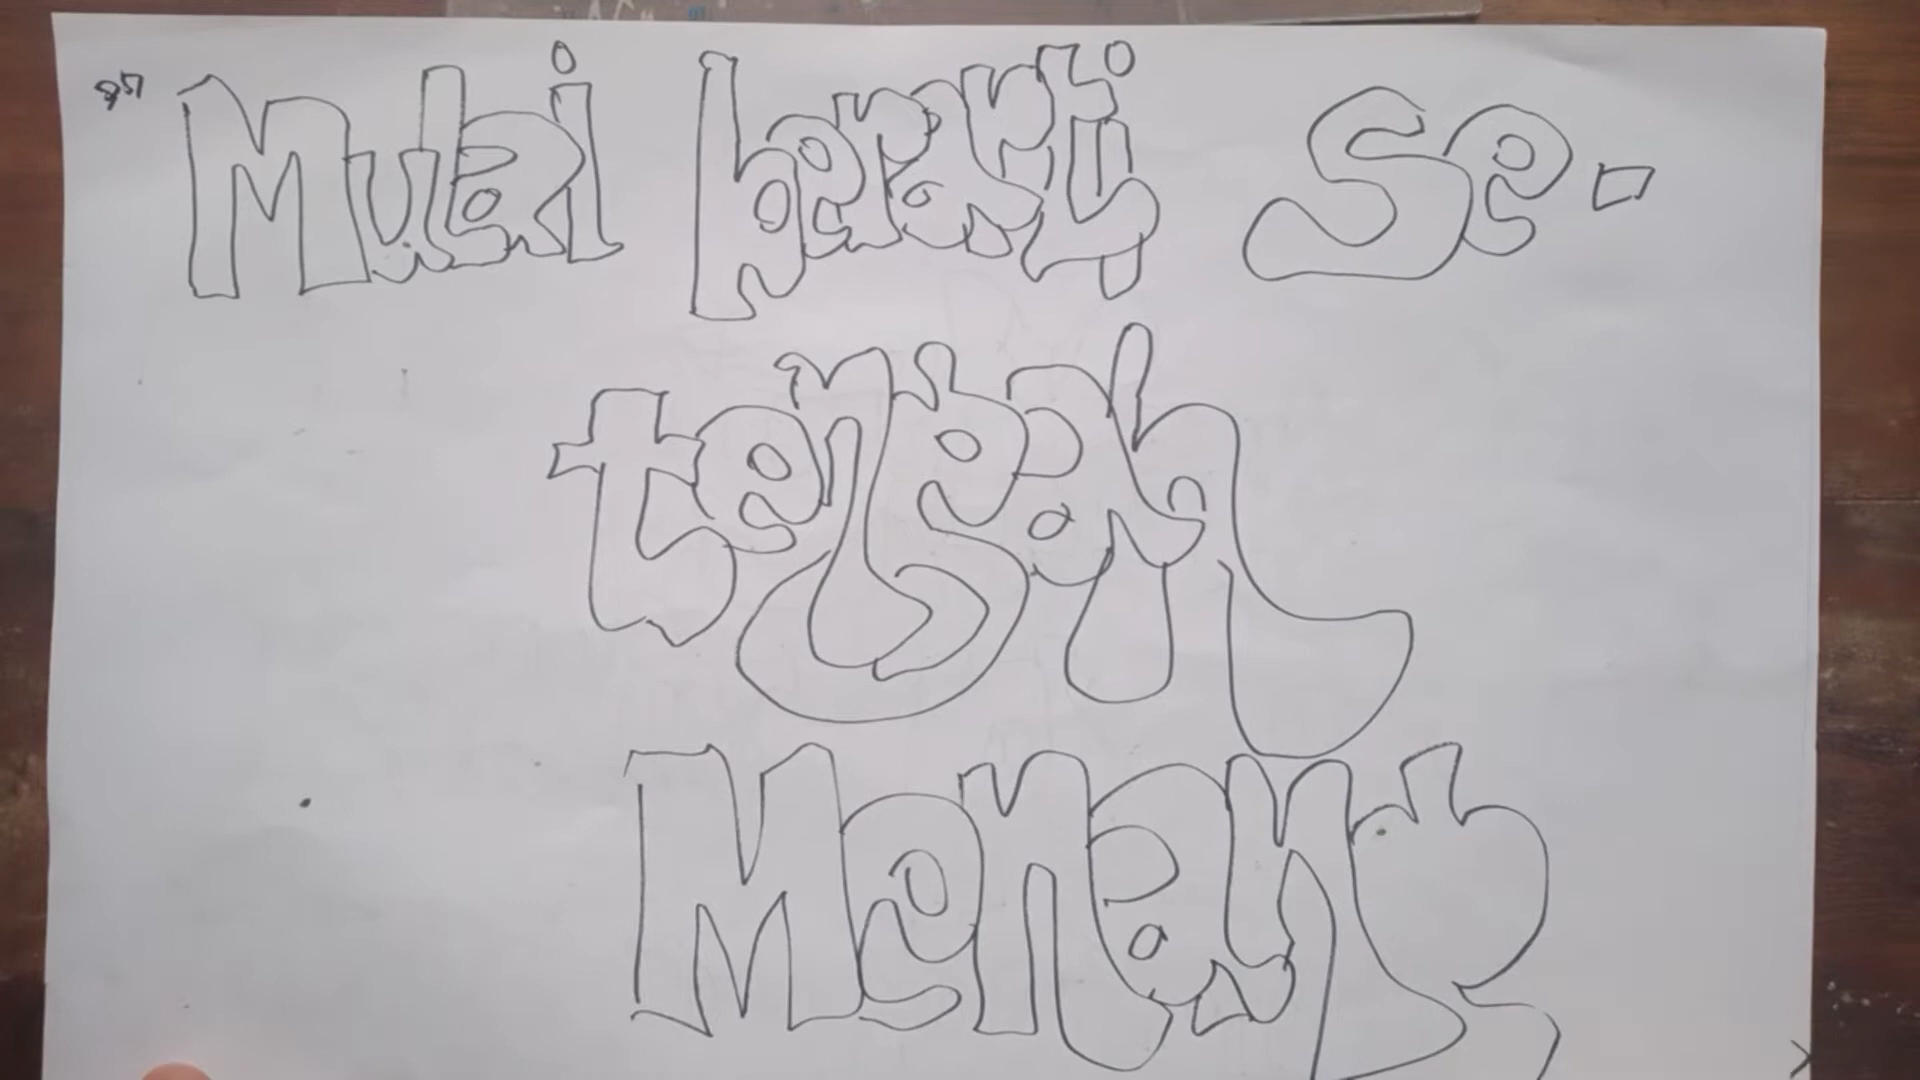 Mulai berarti Se-
tengah
Menang